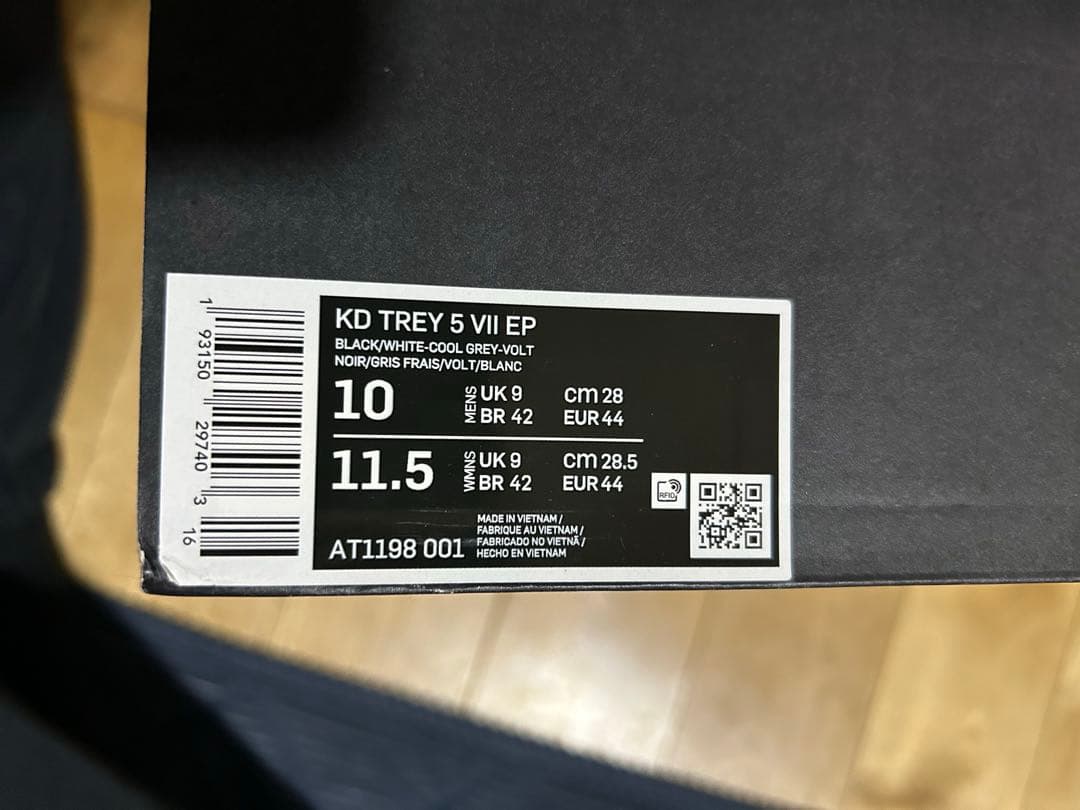 KD TREY 5 VII EP
BLACK/WHITE-COOL GREY-VOLT
NOIR/GRIS FRAIS/VOLT/BLANC
10 MENS UK 9 cm 28
BR 42 EUR 44
11.5 WMNS UK 9 cm 28.5
BR 42 EUR 44
RFID
AT1198 001
MADE IN VIETNAM /
FABRIQUE AU VIETNAM /
FABRICADO NO VIETNÃ /
HECHO EN VIETNAM
1 93150 29740 3 16